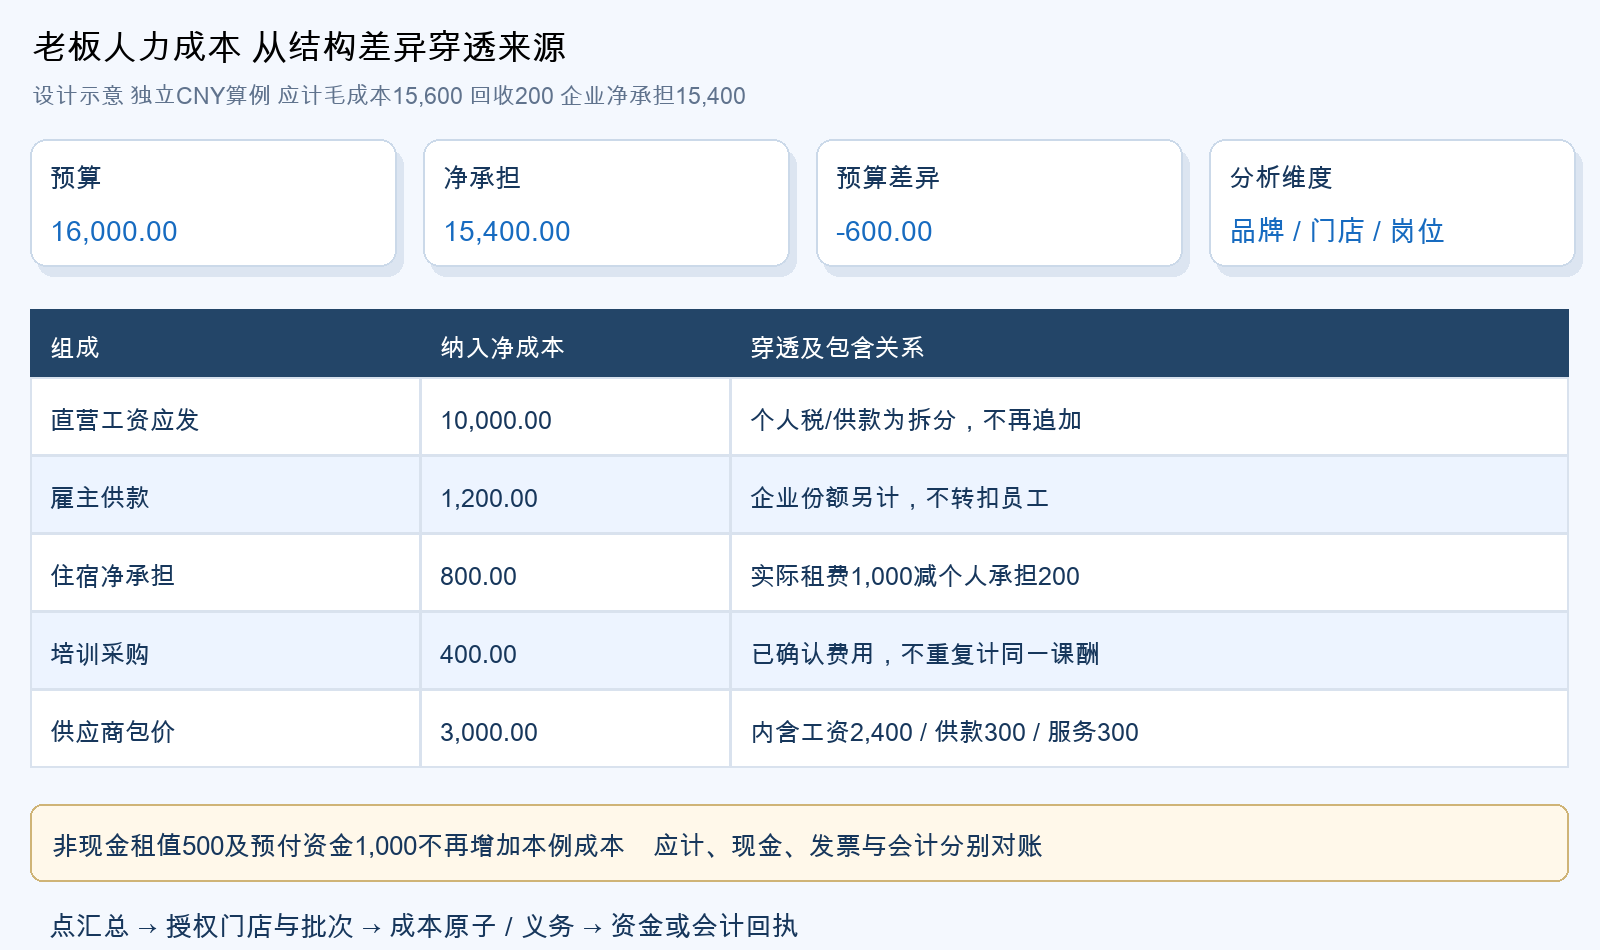 老板人力成本 从结构差异穿透来源
设计示意 独立CNY算例 应计毛成本15,600 回收200 企业净承担15,400
预算 净承担 预算差异 分析维度
16,000.00 15,400.00 -600.00 品牌 / 门店 / 岗位
组成 纳入净成本 穿透及包含关系
直营工资应发 10,000.00 个人税/供款为拆分，不再追加
雇主供款 1,200.00 企业份额另计，不转扣员工
住宿净承担 800.00 实际租费1,000减个人承担200
培训采购 400.00 已确认费用，不重复计同一课酬
供应商包价 3,000.00 内含工资2,400 / 供款300 / 服务300
非现金租值500及预付资金1,000不再增加本例成本 应计、现金、发票与会计分别对账
点汇总 → 授权门店与批次 → 成本原子 / 义务 → 资金或会计回执